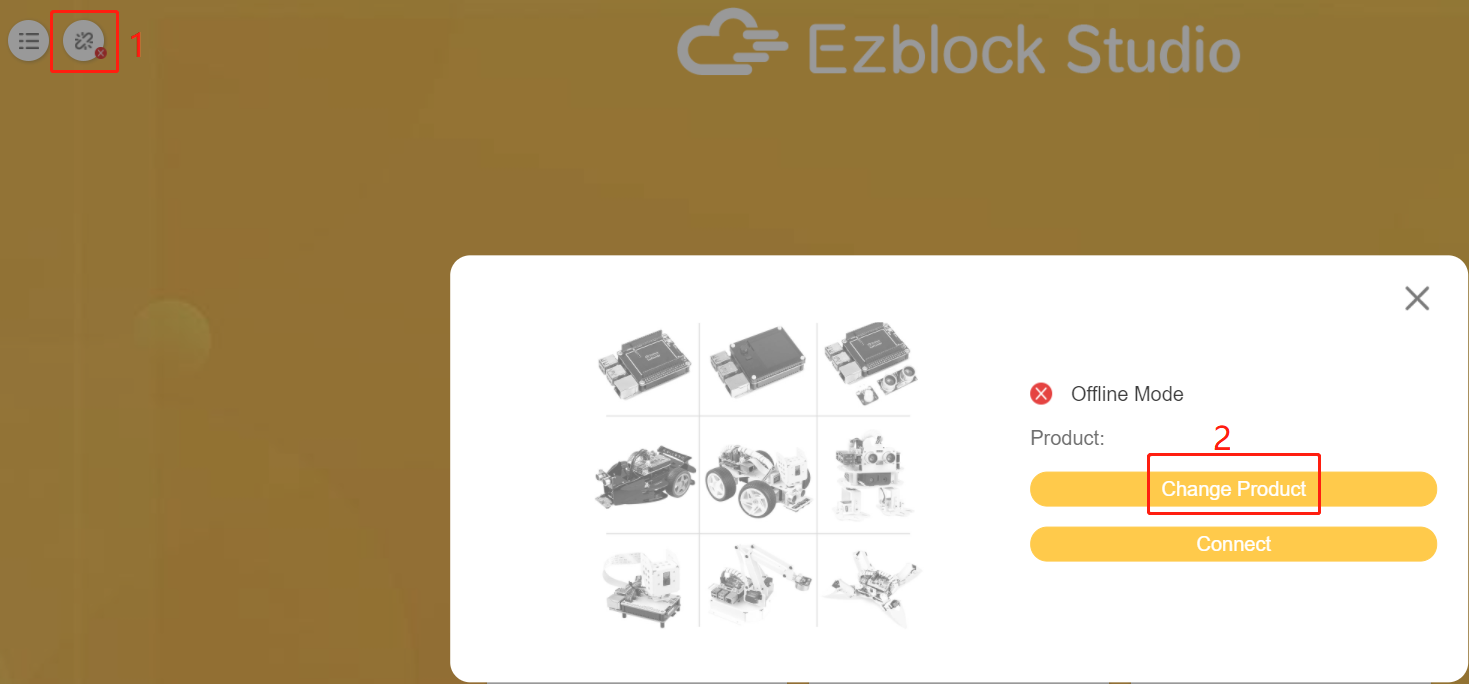 1
Ezblock Studio
Offline Mode
Product:
2
Change Product
Connect